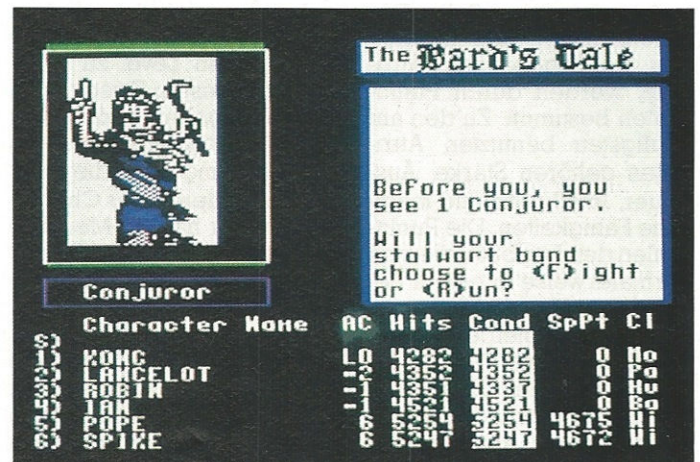 The Bard's Tale
Before you, you
see 1 Conjuror.
Will your
stalwart band
choose to <F>ight
or <R>un?
Conjuror
Character Name AC Hits Cond SpPt Cl
S)
1) KONG LO 4282 4282 0 Mo
2) LANCELOT -2 4352 4352 0 Pa
3) ROBIN -1 4351 4337 0 Hu
4) IAN -1 4521 4521 0 Ba
5) POPE 6 5254 4675 Wi
6) SPIKE 6 5247 4672 Wi